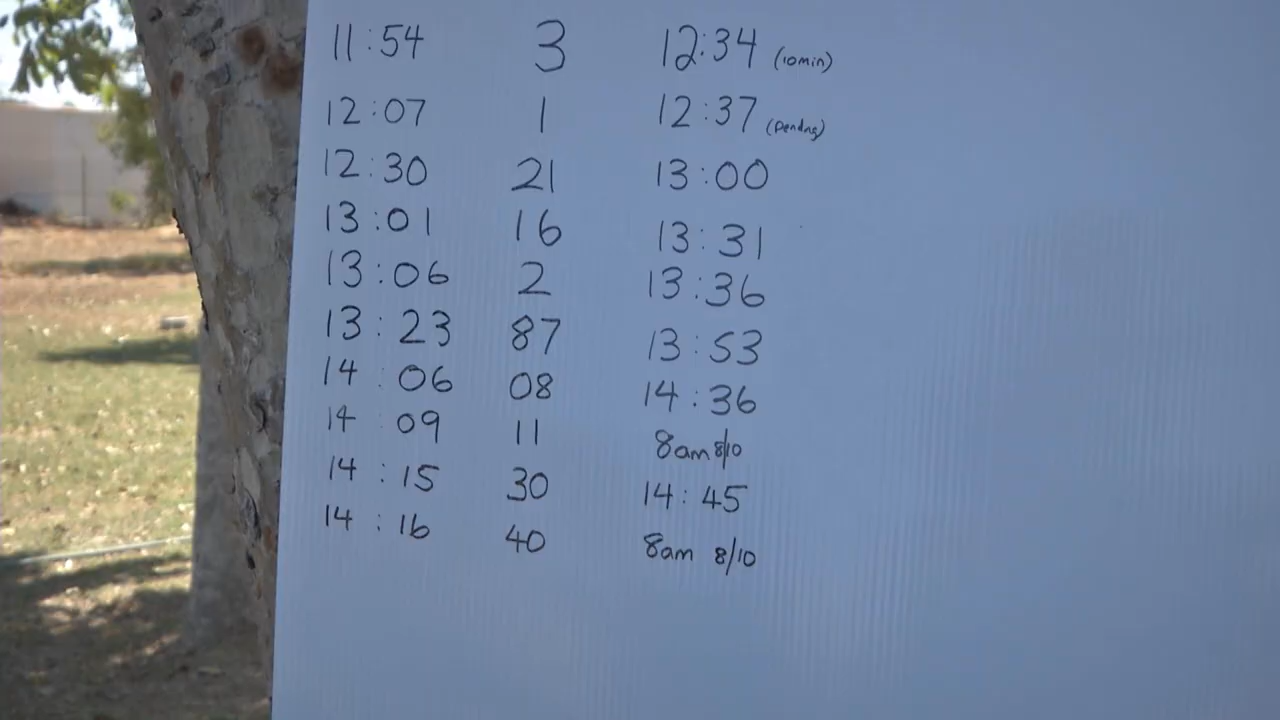 11:54 3 12:34 (10min)
12:07 1 12:37 (pending)
12:30 21 13:00
13:01 16 13:31
13:06 2 13:36
13:23 87 13:53
14:06 08 14:36
14 09 11 8am 8/10
14:15 30 14:45
14:16 40 8am 8/10